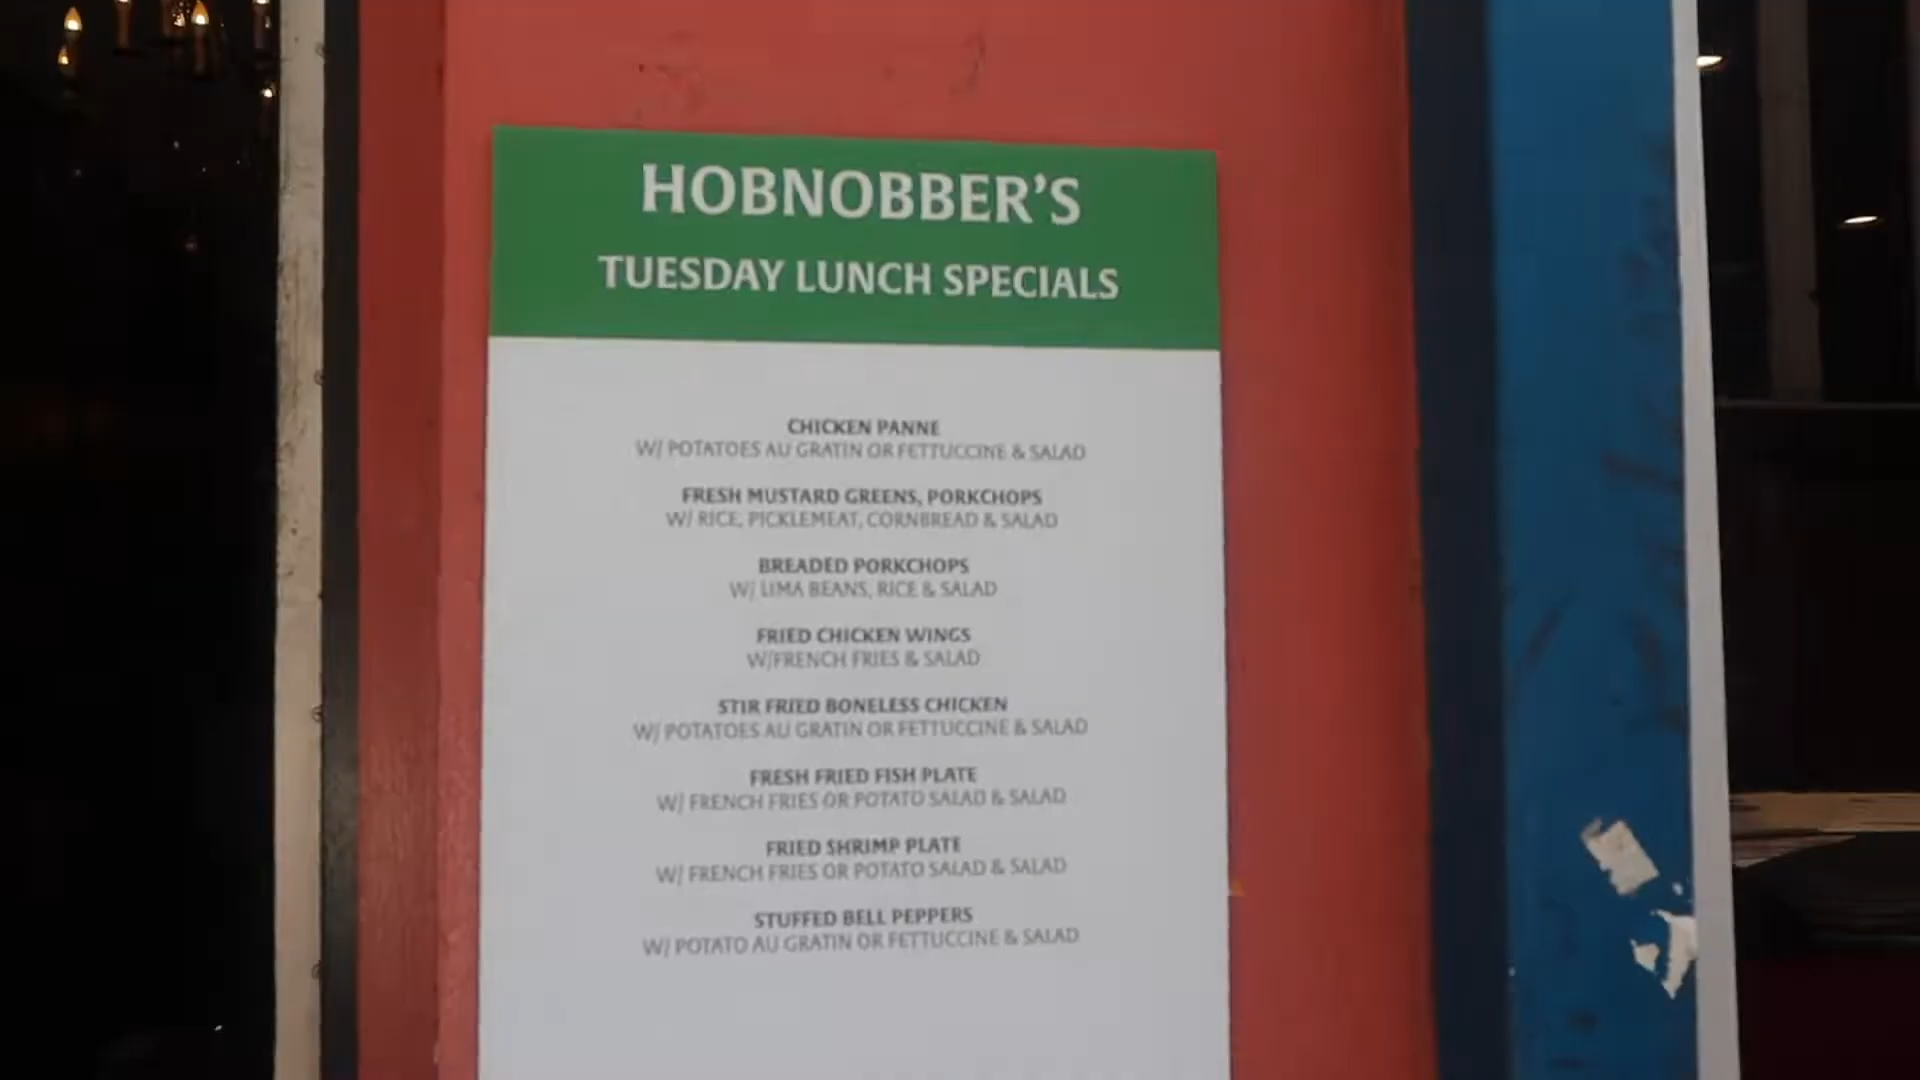 HOBNOBBER'S
TUESDAY LUNCH SPECIALS
CHICKEN PANNE
W/ POTATOES AU GRATIN OR FETTUCCINE & SALAD
FRESH MUSTARD GREENS, PORKCHOPS
W/ RICE, PICKLEMEAT, CORNBREAD & SALAD
BREADED PORKCHOPS
W/ LIMA BEANS, RICE & SALAD
FRIED CHICKEN WINGS
W/FRENCH FRIES & SALAD
STIR FRIED BONELESS CHICKEN
W/ POTATOES AU GRATIN OR FETTUCCINE & SALAD
FRESH FRIED FISH PLATE
W/ FRENCH FRIES OR POTATO SALAD & SALAD
FRIED SHRIMP PLATE
W/ FRENCH FRIES OR POTATO SALAD & SALAD
STUFFED BELL PEPPERS
W/ POTATO AU GRATIN OR FETTUCCINE & SALAD